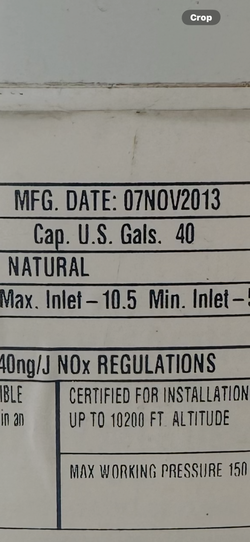 Crop
MFG. DATE: 07NOV2013
Cap. U.S. Gals. 40
NATURAL
Max. Inlet – 10.5 Min. Inlet –
40ng/J NOx REGULATIONS
CERTIFIED FOR INSTALLATION
in an
UP TO 10200 FT. ALTITUDE
MAX WORKING PRESSURE 150